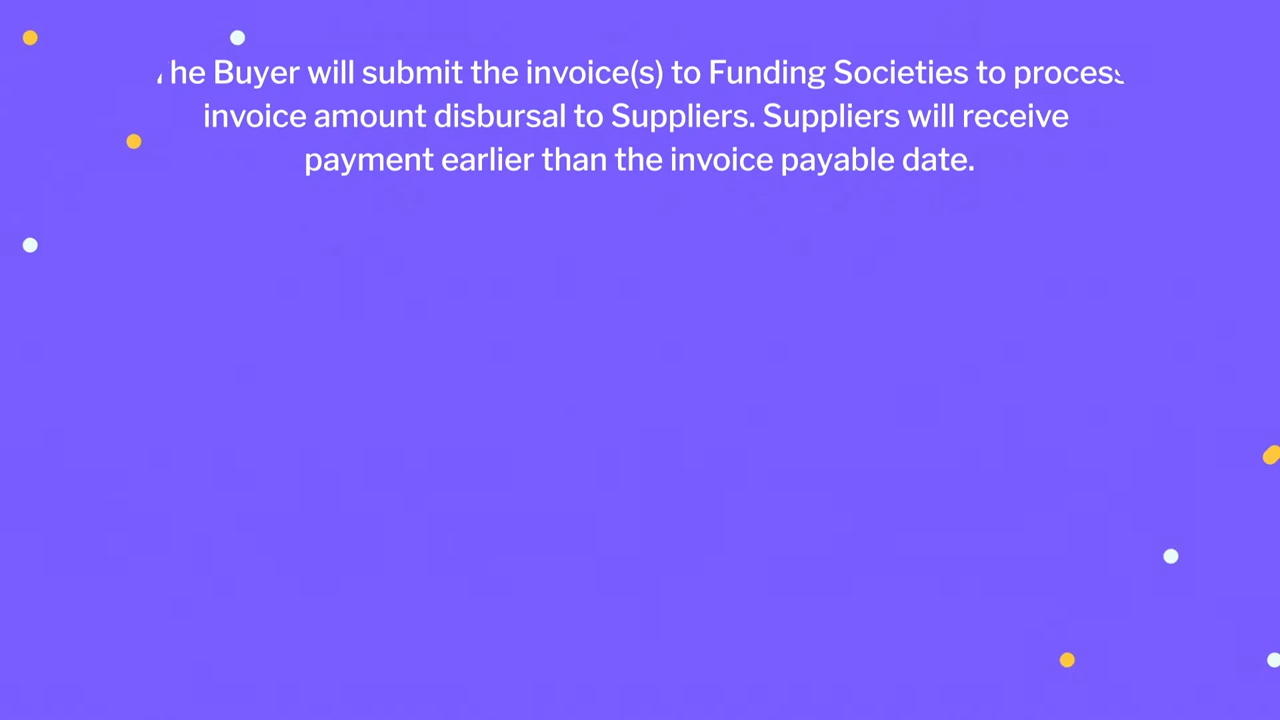 he Buyer will submit the invoice(s) to Funding Societies to process
invoice amount disbursal to Suppliers. Suppliers will receive
payment earlier than the invoice payable date.